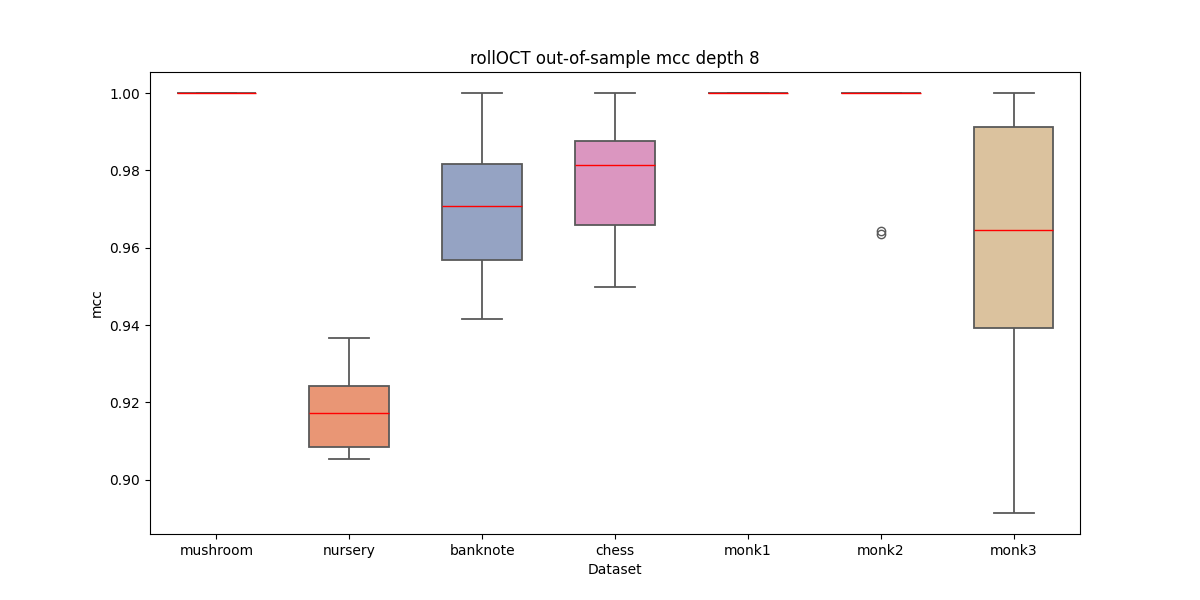 rollOCT out-of-sample mcc depth 8
1.00
0.98
0.96
0.94
0.92
0.90
mcc
mushroom nursery banknote chess monk1 monk2 monk3
Dataset